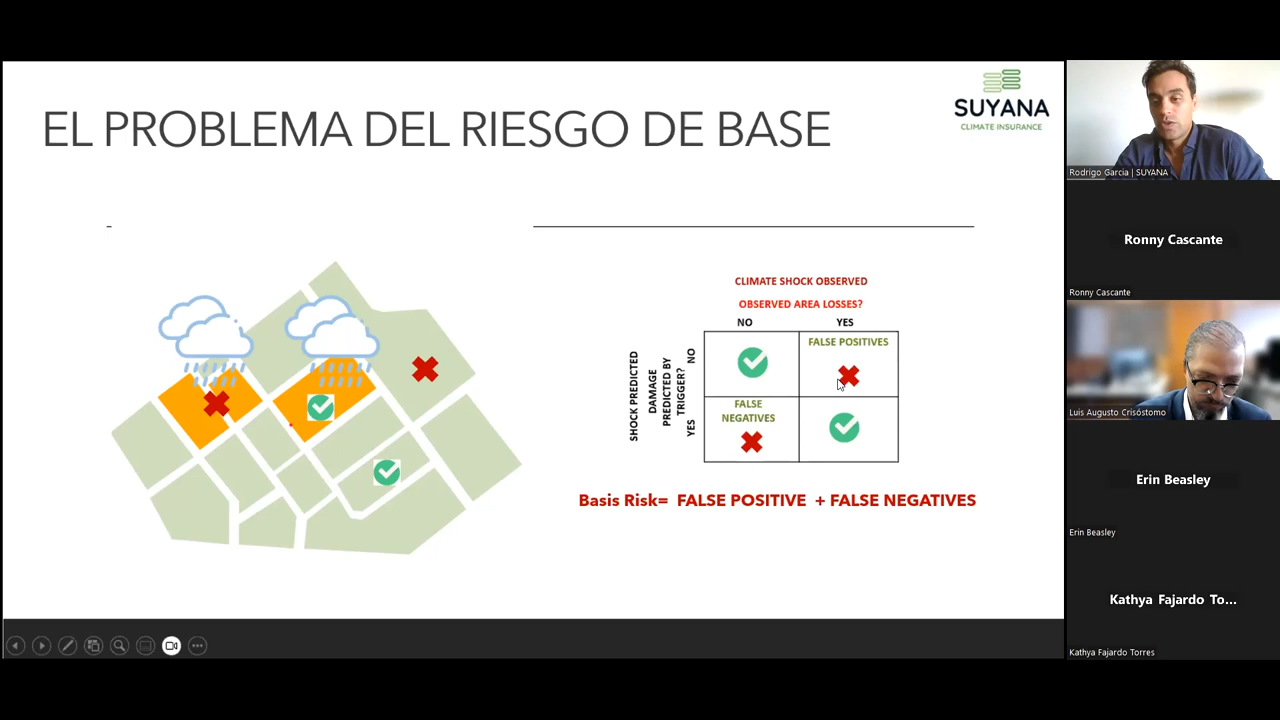 EL PROBLEMA DEL RIESGO DE BASE
SUYANA
CLIMATE INSURANCE
CLIMATE SHOCK OBSERVED
OBSERVED AREA LOSSES?
NO YES
SHOCK PREDICTED
DAMAGE
PREDICTED BY
TRIGGER?
NO
YES
FALSE POSITIVES
FALSE
NEGATIVES
Basis Risk= FALSE POSITIVE + FALSE NEGATIVES
Rodrigo Garcia | SUYANA
Ronny Cascante
Ronny Cascante
Luis Augusto Crisóstomo
Erin Beasley
Erin Beasley
Kathya Fajardo To...
Kathya Fajardo Torres